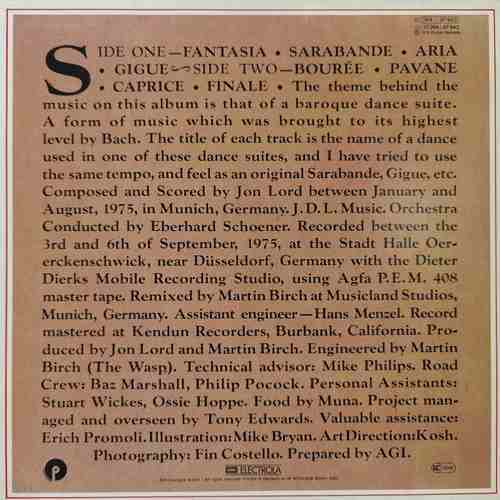 SIDE ONE—FANTASIA • SARABANDE • ARIA
• GIGUE∽SIDE TWO—BOURÉE • PAVANE
• CAPRICE • FINALE • The theme behind the
music on this album is that of a baroque dance suite.
A form of music which was brought to its highest
level by Bach. The title of each track is the name of a dance
used in one of these dance suites, and I have tried to use
the same tempo, and feel as an original Sarabande, Gigue, etc.
Composed and Scored by Jon Lord between January and
August, 1975, in Munich, Germany. J.D.L. Music. Orchestra
Conducted by Eberhard Schoener. Recorded between the
3rd and 6th of September, 1975, at the Stadt Halle Oer-
erckenschwick, near Düsseldorf, Germany with the Dieter
Dierks Mobile Recording Studio, using Agfa P.E.M. 408
master tape. Remixed by Martin Birch at Musicland Studios,
Munich, Germany. Assistant engineer—Hans Menzel. Record
mastered at Kendun Recorders, Burbank, California. Pro-
duced by Jon Lord and Martin Birch. Engineered by Martin
Birch (The Wasp). Technical advisor: Mike Philips. Road
Crew: Baz Marshall, Philip Pocock. Personal Assistants:
Stuart Wickes, Ossie Hoppe. Food by Muna. Project man-
aged and overseen by Tony Edwards. Valuable assistance:
Erich Promoli. Illustration: Mike Bryan. Art Direction: Kosh.
Photography: Fin Costello. Prepared by AGI.
EMI ELECTROLA